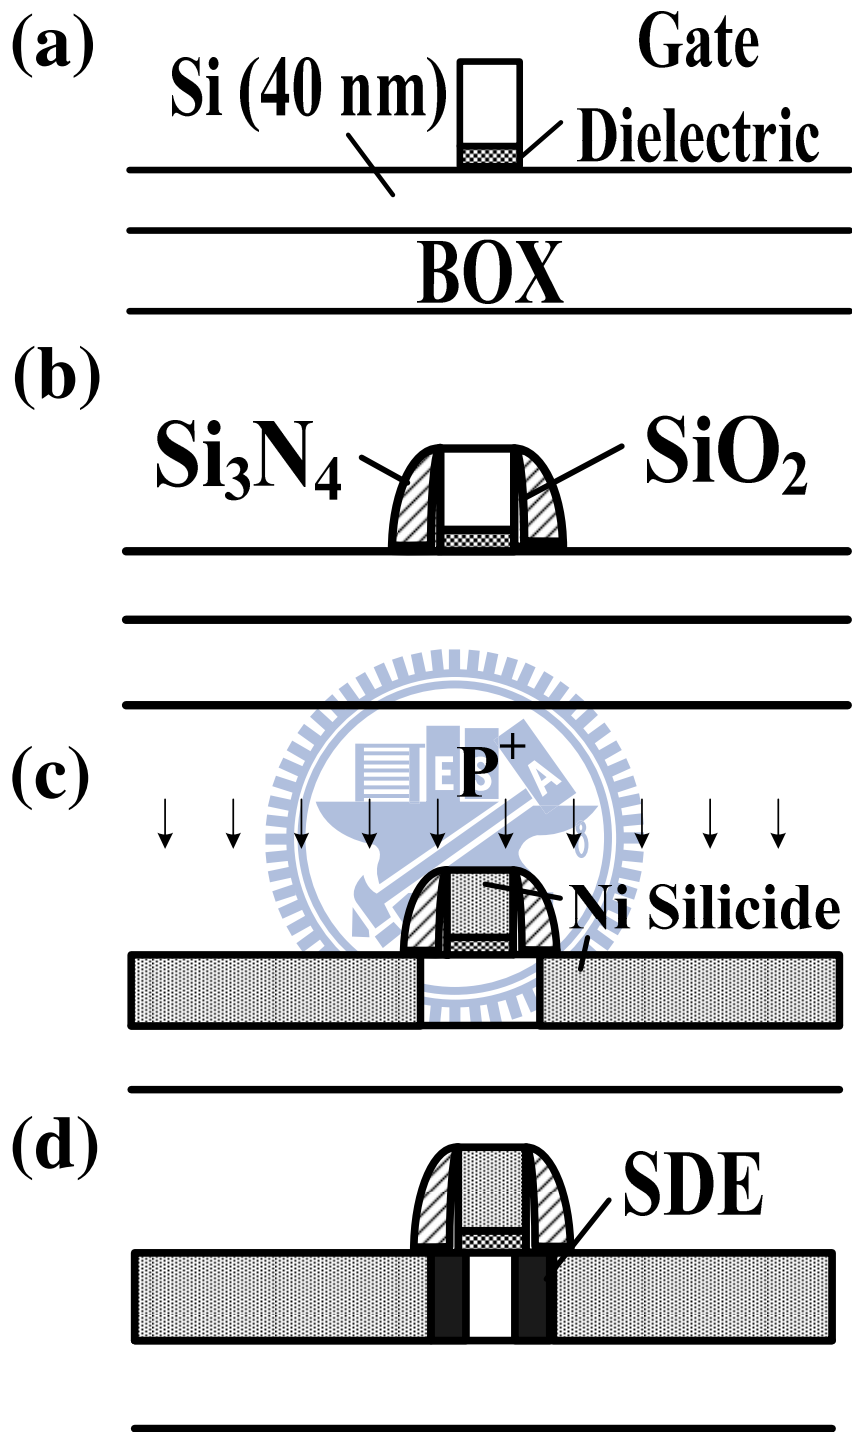 (a)
Gate
Si (40 nm)
Dielectric
BOX
(b)
Si₃N₄
SiO₂
(c)
P⁺
E S A
Ni Silicide
(d)
SDE